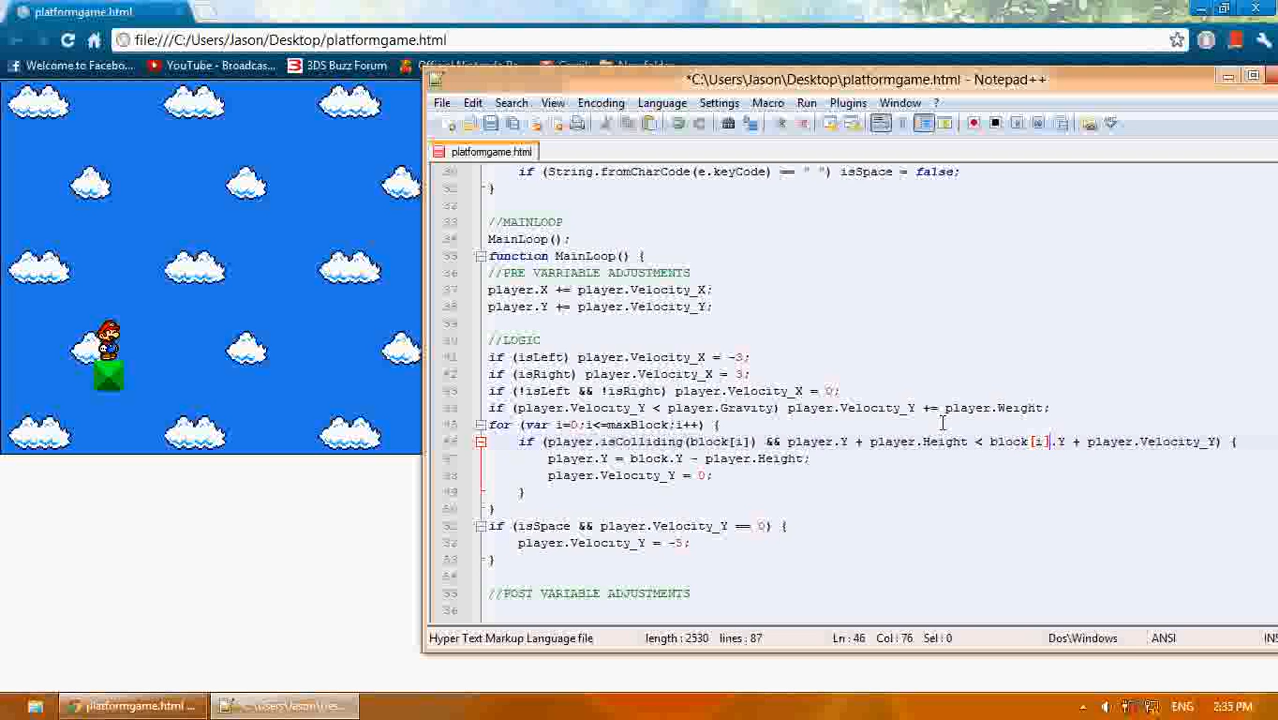 platformgame.html
file:///C:/Users/Jason/Desktop/platformgame.html
Welcome to Facebo...
YouTube - Broadcas...
3DS Buzz Forum
*C:\Users\Jason\Desktop\platformgame.html - Notepad++
File Edit Search View Encoding Language Settings Macro Run Plugins Window ?
platformgame.html
if (String.fromCharCode(e.keyCode) == " ") isSpace = false;
}
//MAINLOOP
MainLoop();
function MainLoop() {
//PRE VARRIABLE ADJUSTMENTS
player.X += player.Velocity_X;
player.Y += player.Velocity_Y;
//LOGIC
if (isLeft) player.Velocity_X = -3;
if (isRight) player.Velocity_X = 3;
if (!isLeft && !isRight) player.Velocity_X = 0;
if (player.Velocity_Y < player.Gravity) player.Velocity_Y += player.Weight;
for (var i=0;i<=maxBlock;i++) {
if (player.isColliding(block[i]) && player.Y + player.Height < block[i].Y + player.Velocity_Y) {
player.Y = block.Y - player.Height;
player.Velocity_Y = 0;
}
}
if (isSpace && player.Velocity_Y == 0) {
player.Velocity_Y = -5;
}
//POST VARIABLE ADJUSTMENTS
Hyper Text Markup Language file length : 2530 lines : 87 Ln : 46 Col : 76 Sel : 0 Dos\Windows ANSI INS
platformgame.html ...
ENG
2:35 PM